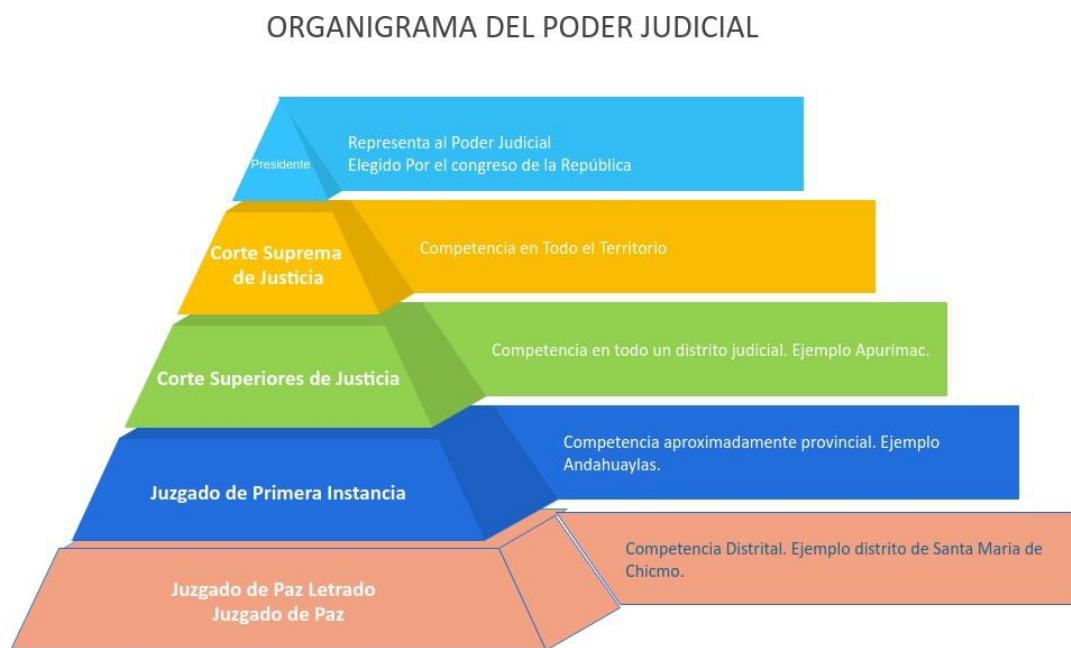 ORGANIGRAMA DEL PODER JUDICIAL
Presidente
Representa al Poder Judicial
Elegido Por el congreso de la República
Corte Suprema
de Justicia
Competencia en Todo el Territorio
Corte Superiores de Justicia
Competencia en todo un distrito judicial. Ejemplo Apurímac.
Juzgado de Primera Instancia
Competencia aproximadamente provincial. Ejemplo
Andahuaylas.
Juzgado de Paz Letrado
Juzgado de Paz
Competencia Distrital. Ejemplo distrito de Santa Maria de
Chicmo.